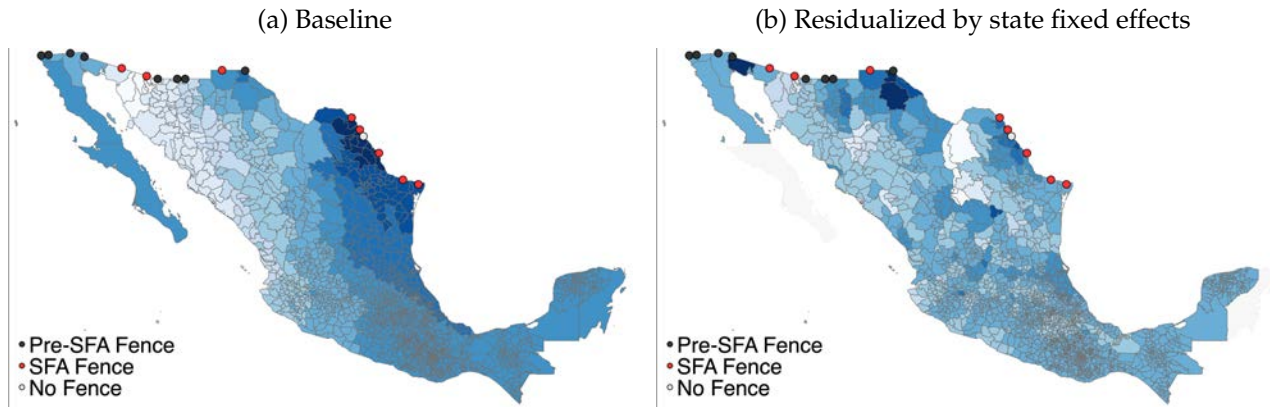 (a) Baseline
(b) Residualized by state fixed effects
Pre-SFA Fence
SFA Fence
No Fence
Pre-SFA Fence
SFA Fence
No Fence